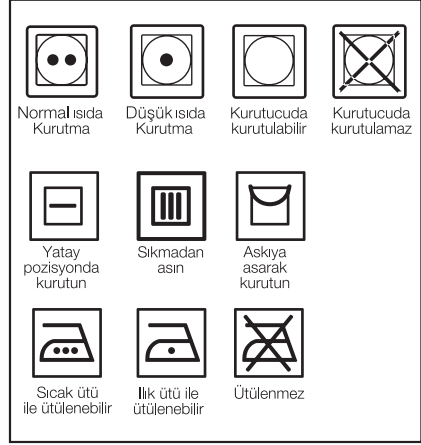 Normal ısıda
Kurutma
Düşük ısıda
Kurutma
Kurutucuda
kurutulabilir
Kurutucuda
kurutulamaz
Yatay
pozisyonda
kurutun
Sıkmadan
asın
Askıya
asarak
kurutun
Sıcak ütü
ile ütülenebilir
Ilık ütü ile
ütülenebilir
Ütülenmez